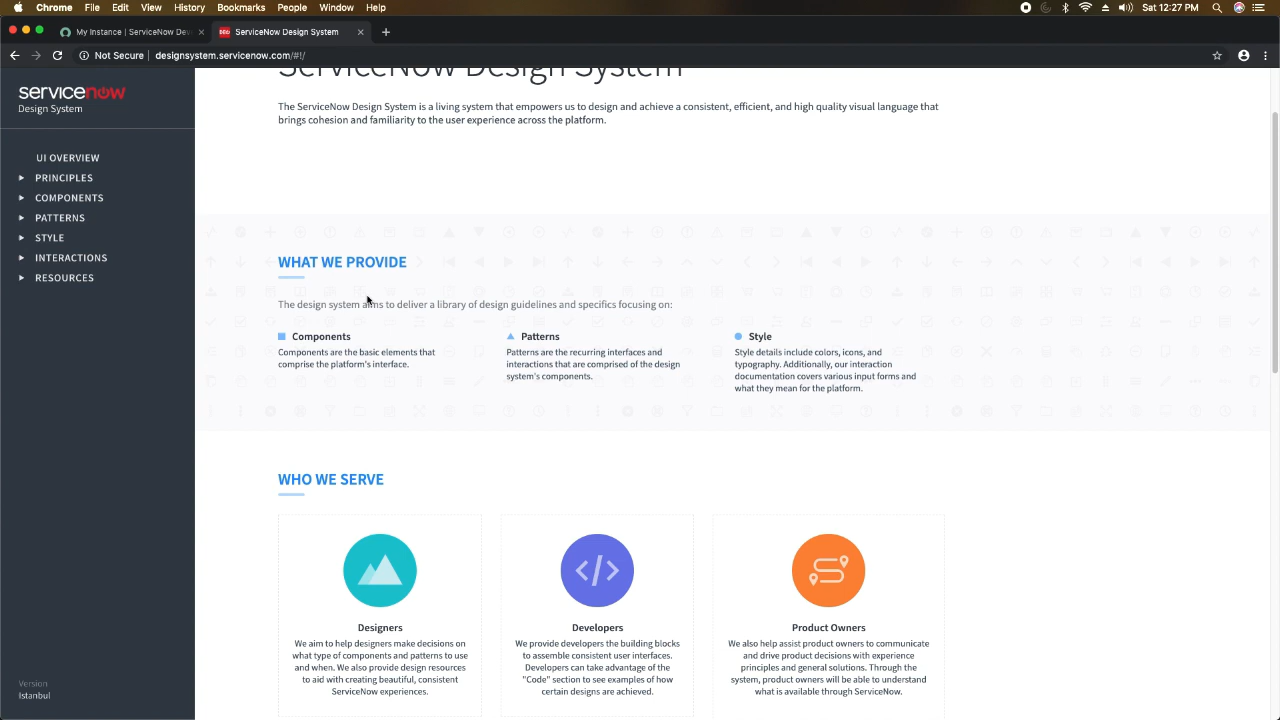 Chrome File Edit View History Bookmarks People Window Help Sat 12:27 PM
My Instance | ServiceNow Dev ServiceNow Design System
Not Secure | designsystem.servicenow.com/#!/
servicenow
Design System
UI OVERVIEW
PRINCIPLES
COMPONENTS
PATTERNS
STYLE
INTERACTIONS
RESOURCES
Version
Istanbul
ServiceNow Design System
The ServiceNow Design System is a living system that empowers us to design and achieve a consistent, efficient, and high quality visual language that
brings cohesion and familiarity to the user experience across the platform.
WHAT WE PROVIDE
The design system aims to deliver a library of design guidelines and specifics focusing on:
Components
Components are the basic elements that
comprise the platform's interface.
Patterns
Patterns are the recurring interfaces and
interactions that are comprised of the design
system's components.
Style
Style details include colors, icons, and
typography. Additionally, our interaction
documentation covers various input forms and
what they mean for the platform.
WHO WE SERVE
Designers
We aim to help designers make decisions on
what type of components and patterns to use
and when. We also provide design resources
to aid with creating beautiful, consistent
ServiceNow experiences.
Developers
We provide developers the building blocks
to assemble consistent user interfaces.
Developers can take advantage of the
"Code" section to see examples of how
certain designs are achieved.
Product Owners
We also help assist product owners to communicate
and drive product decisions with experience
principles and general solutions. Through the
system, product owners will be able to understand
what is available through ServiceNow.